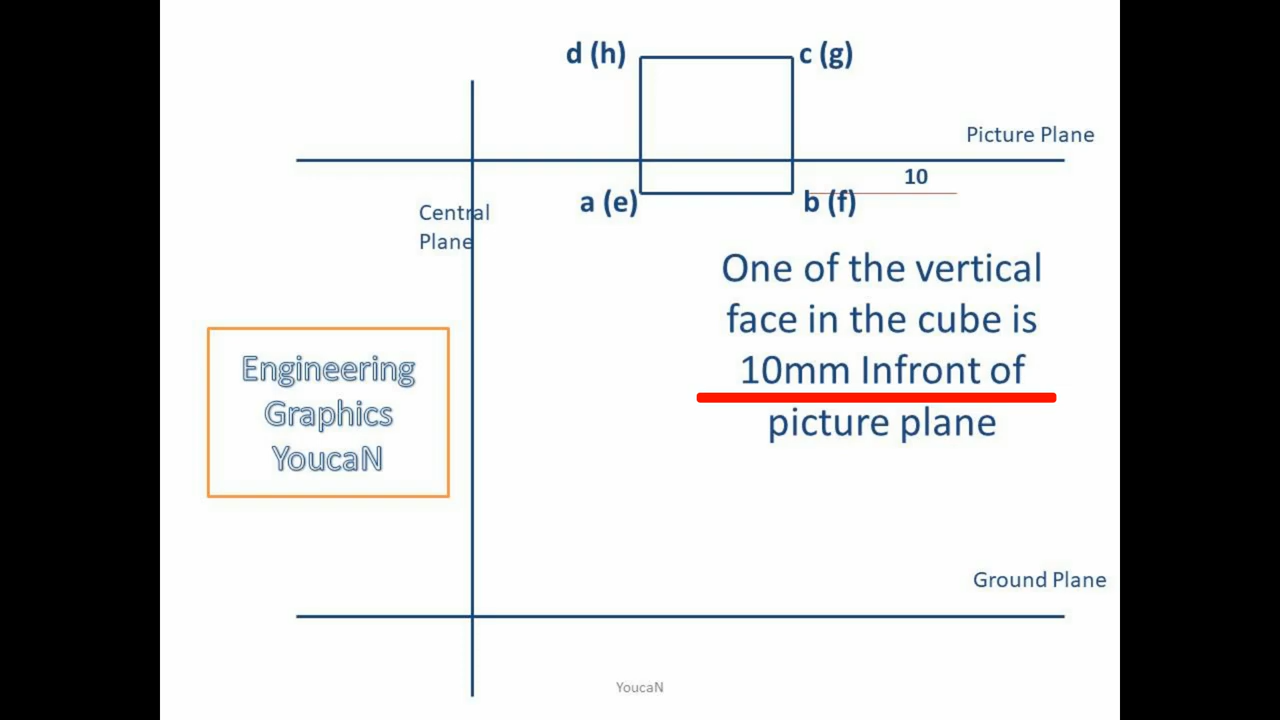 d (h)
c (g)
Picture Plane
10
a (e)
b (f)
Central
Plane
One of the vertical
face in the cube is
10mm Infront of
picture plane
Engineering
Graphics
YoucaN
Ground Plane
YoucaN